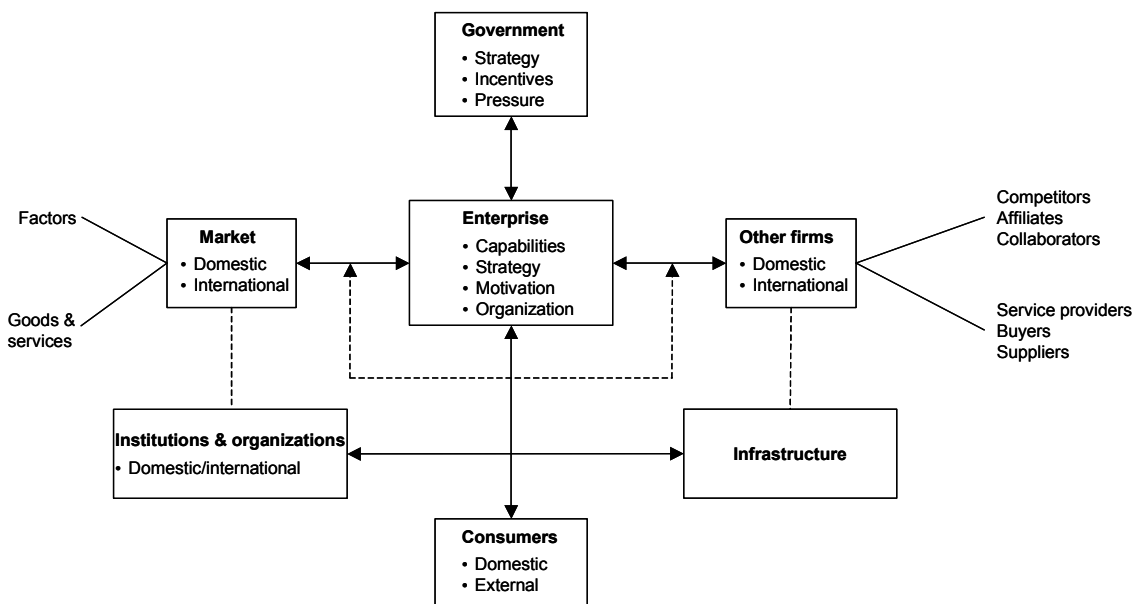 Government
• Strategy
• Incentives
• Pressure
Factors
Market
• Domestic
• International
Goods &
services
Enterprise
• Capabilities
• Strategy
• Motivation
• Organization
Other firms
• Domestic
• International
Competitors
Affiliates
Collaborators
Service providers
Buyers
Suppliers
Institutions & organizations
• Domestic/international
Infrastructure
Consumers
• Domestic
• External